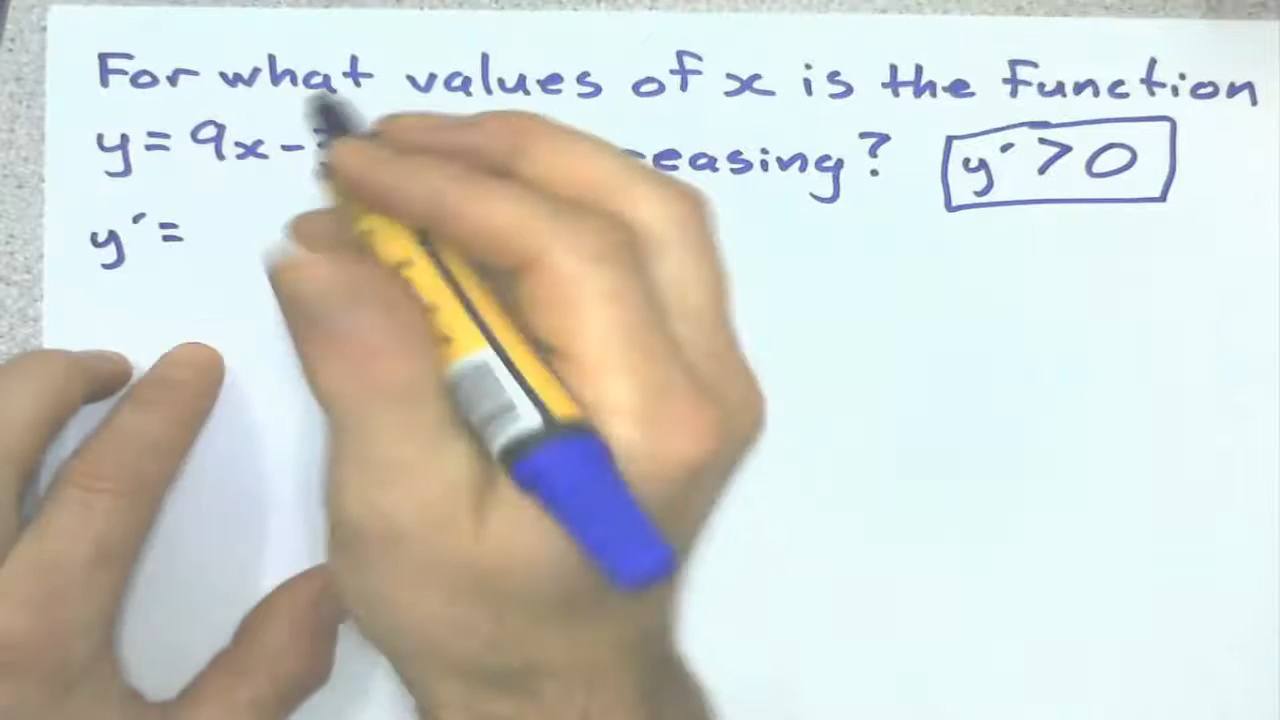 For what values of x is the function
y = 9x - easing? y' > 0
y' =